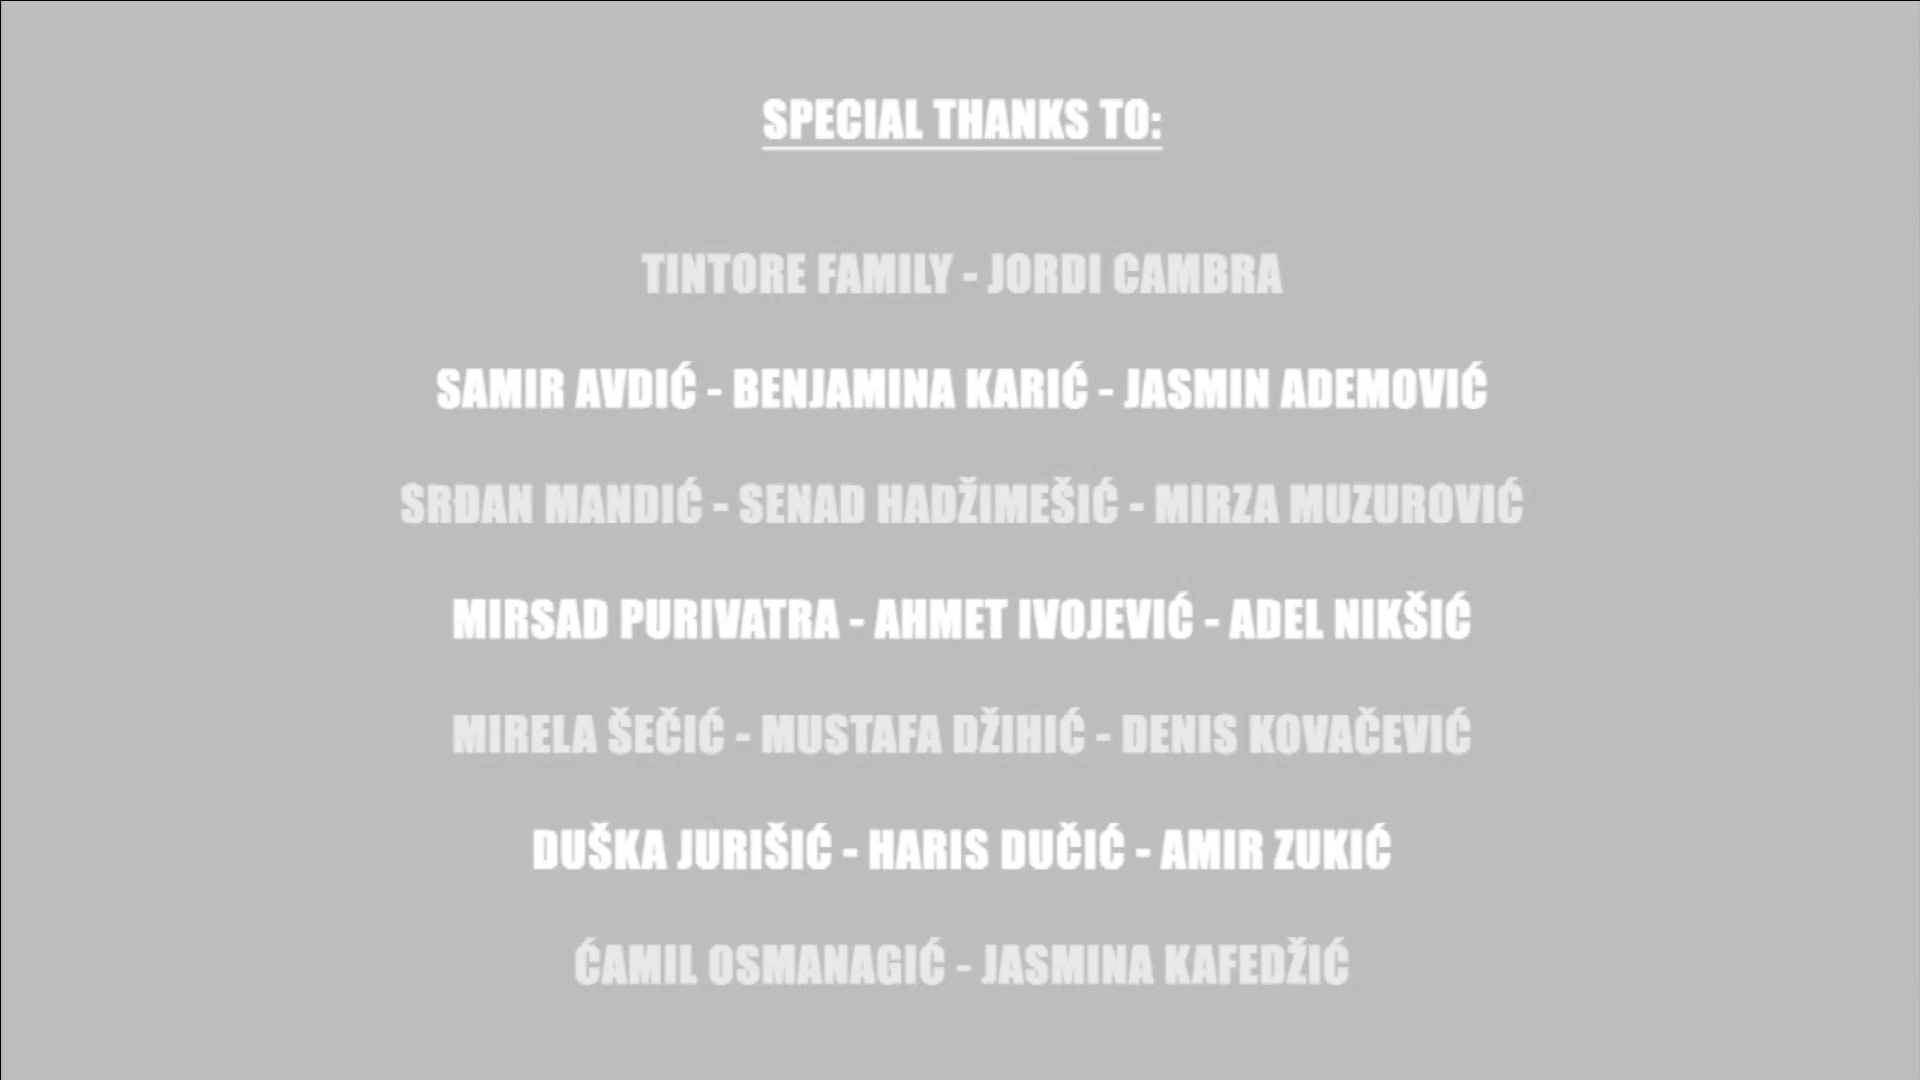 SPECIAL THANKS TO:
TINTORE FAMILY - JORDI CAMBRA
SAMIR AVDIĆ - BENJAMINA KARIĆ - JASMIN ADEMOVIĆ
SRĐAN MANDIĆ - SENAD HADŽIMEŠIĆ - MIRZA MUZUROVIĆ
MIRSAD PURIVATRA - AHMET IVOJEVIĆ - ADEL NIKŠIĆ
MIRELA ŠEČIĆ - MUSTAFA DŽIHIĆ - DENIS KOVAČEVIĆ
DUŠKA JURIŠIĆ - HARIS DUČIĆ - AMIR ZUKIĆ
ĆAMIL OSMANAGIĆ - JASMINA KAFEDŽIĆ